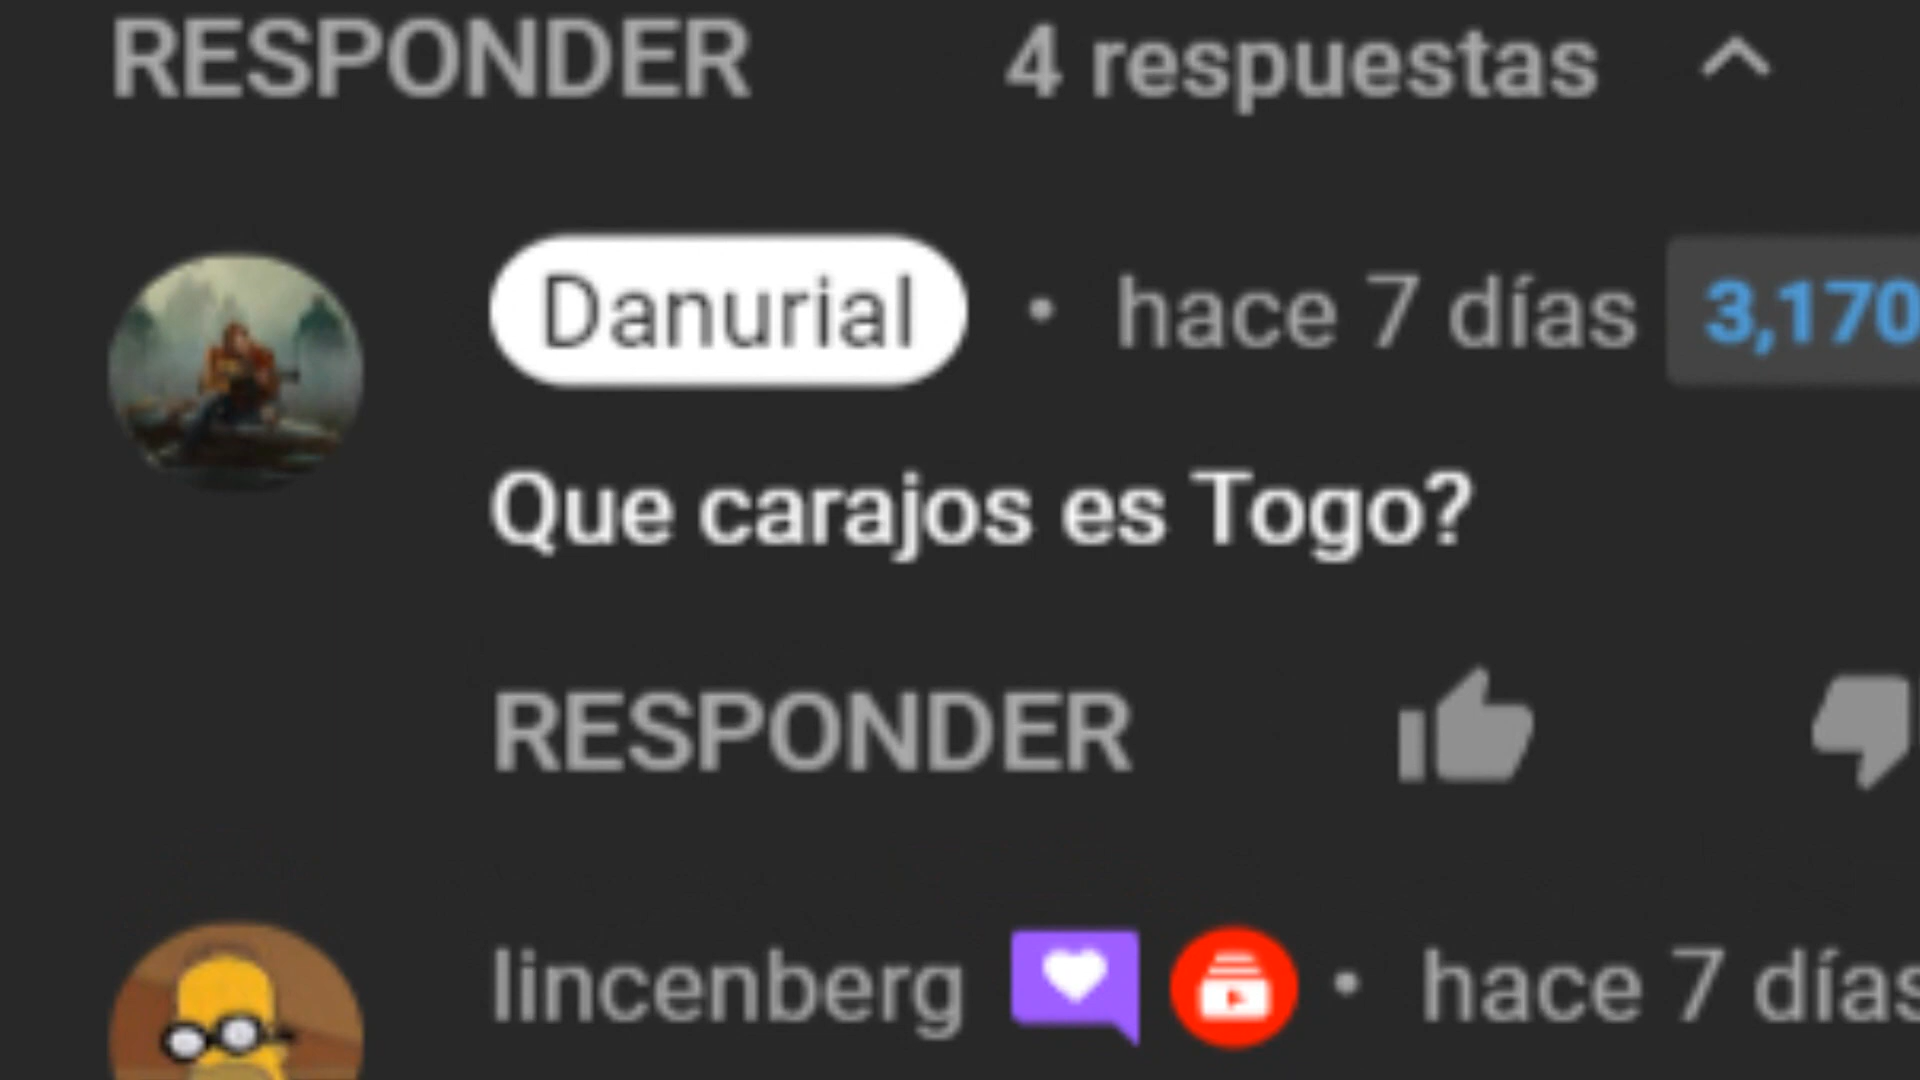 RESPONDER 4 respuestas
Danurial • hace 7 días 3,170
Que carajos es Togo?
RESPONDER
lincenberg • hace 7 días